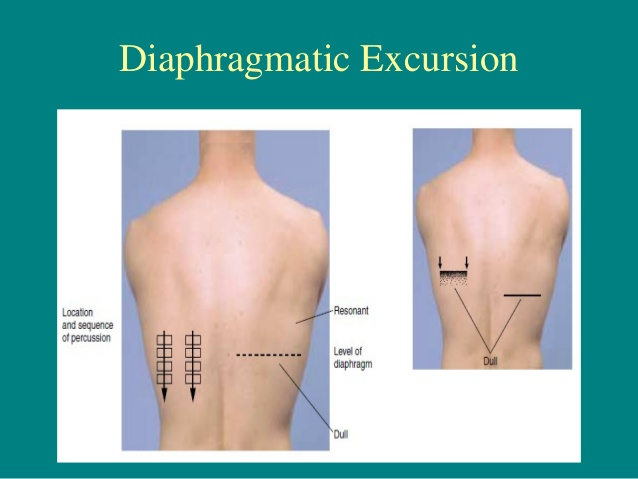 Diaphragmatic Excursion
Location
and sequence
of percussion
Resonant
Level of
diaphragm
Dull
Dull